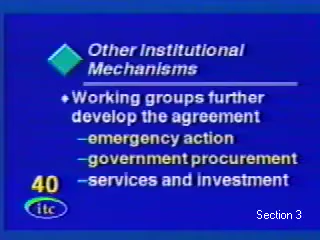 Other Institutional
Mechanisms
♦Working groups further
develop the agreement
–emergency action
–government procurement
–services and investment
40
itc
Section 3